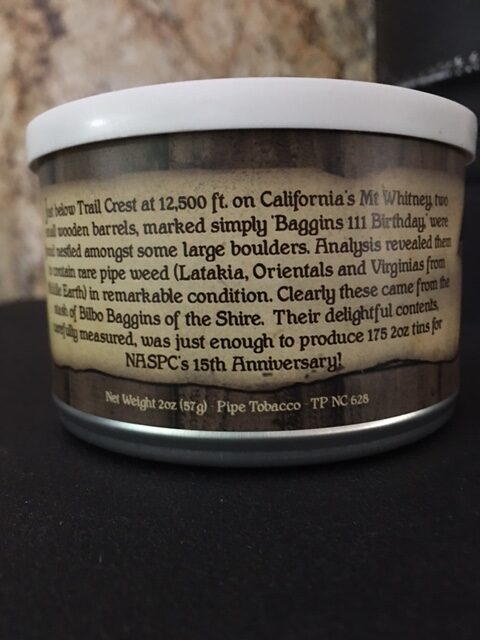 just below Trail Crest at 12,500 ft. on California's Mt Whitney, two
wooden barrels, marked simply 'Baggins 111 Birthday,' were
nestled amongst some large boulders. Analysis revealed them
contain rare pipe weed (Latakia, Orientals and Virginias from
Earth) in remarkable condition. Clearly these came from the
stash of Bilbo Baggins of the Shire. Their delightful contents,
carefully measured, was just enough to produce 175 2oz tins for
NASPC's 15th Anniversary!
Net Weight 2oz (57g) · Pipe Tobacco · TP NC 628